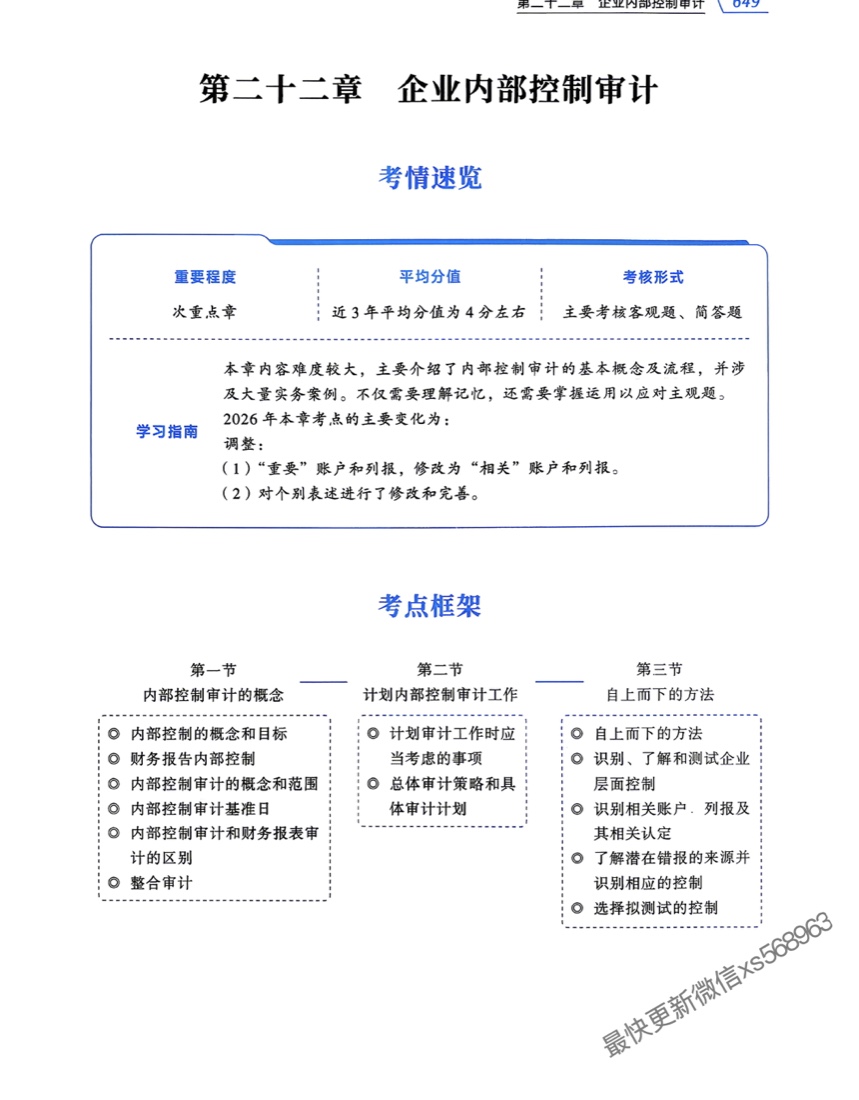 第二十二章 企业内部控制审计 649
第二十二章 企业内部控制审计
考情速览
重要程度 平均分值 考核形式
次重点章 近3年平均分值为4分左右 主要考核客观题、简答题
学习指南
本章内容难度较大，主要介绍了内部控制审计的基本概念及流程，并涉
及大量实务案例。不仅需要理解记忆，还需要掌握运用以应对主观题。
2026年本章考点的主要变化为：
调整：
（1）“重要”账户和列报，修改为“相关”账户和列报。
（2）对个别表述进行了修改和完善。
考点框架
第一节
内部控制审计的概念
◎ 内部控制的概念和目标
◎ 财务报告内部控制
◎ 内部控制审计的概念和范围
◎ 内部控制审计基准日
◎ 内部控制审计和财务报表审
计的区别
◎ 整合审计
第二节
计划内部控制审计工作
◎ 计划审计工作时应
当考虑的事项
◎ 总体审计策略和具
体审计计划
第三节
自上而下的方法
◎ 自上而下的方法
◎ 识别、了解和测试企业
层面控制
◎ 识别相关账户、列报及
其相关认定
◎ 了解潜在错报的来源并
识别相应的控制
◎ 选择拟测试的控制
最快更新微信xs568963